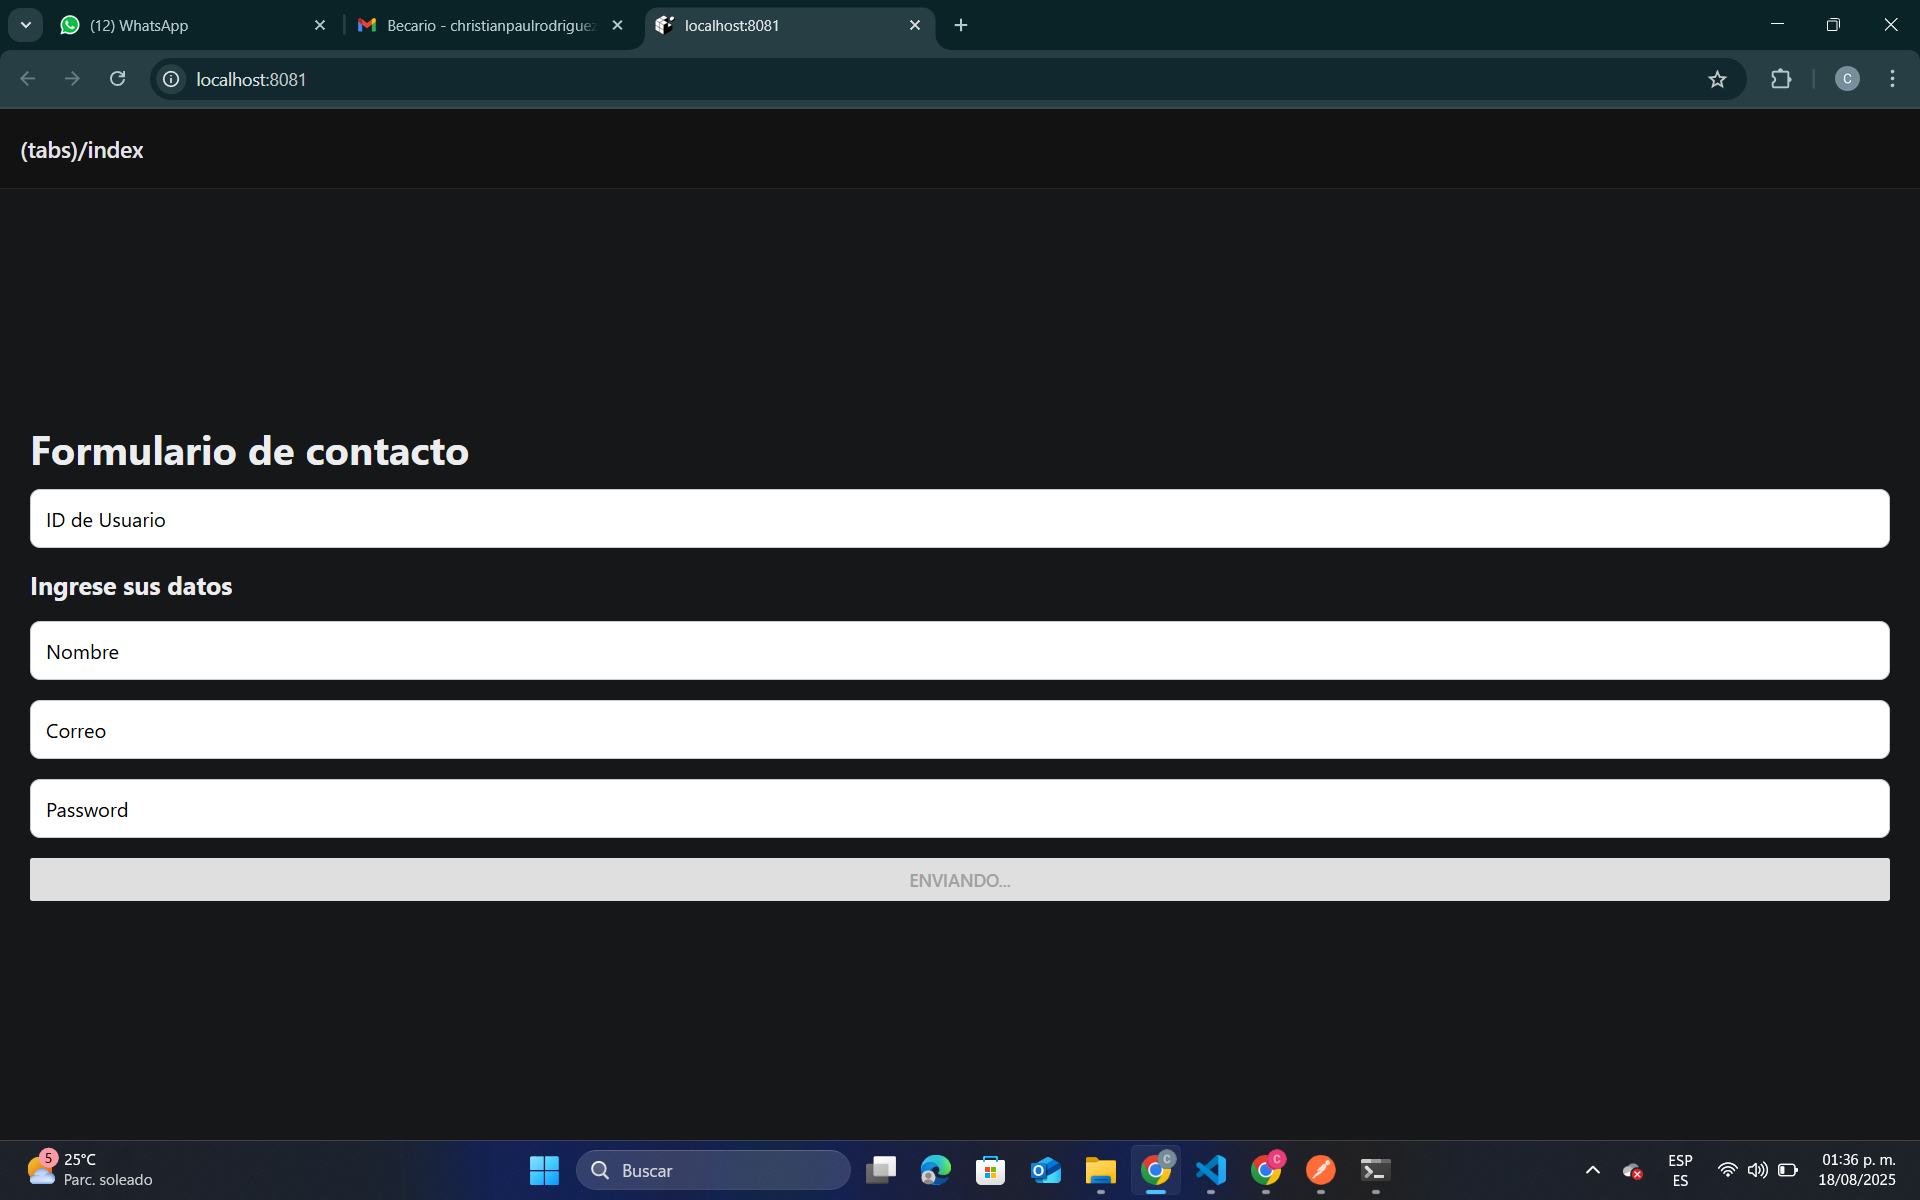 (12) WhatsApp
Becario - christianpaulrodriguez
localhost:8081
localhost:8081
C
(tabs)/index
Formulario de contacto
ID de Usuario
Ingrese sus datos
Nombre
Correo
Password
ENVIANDO...
5
25°C
Parc. soleado
Buscar
C
C
ESP
ES
01:36 p. m.
18/08/2025